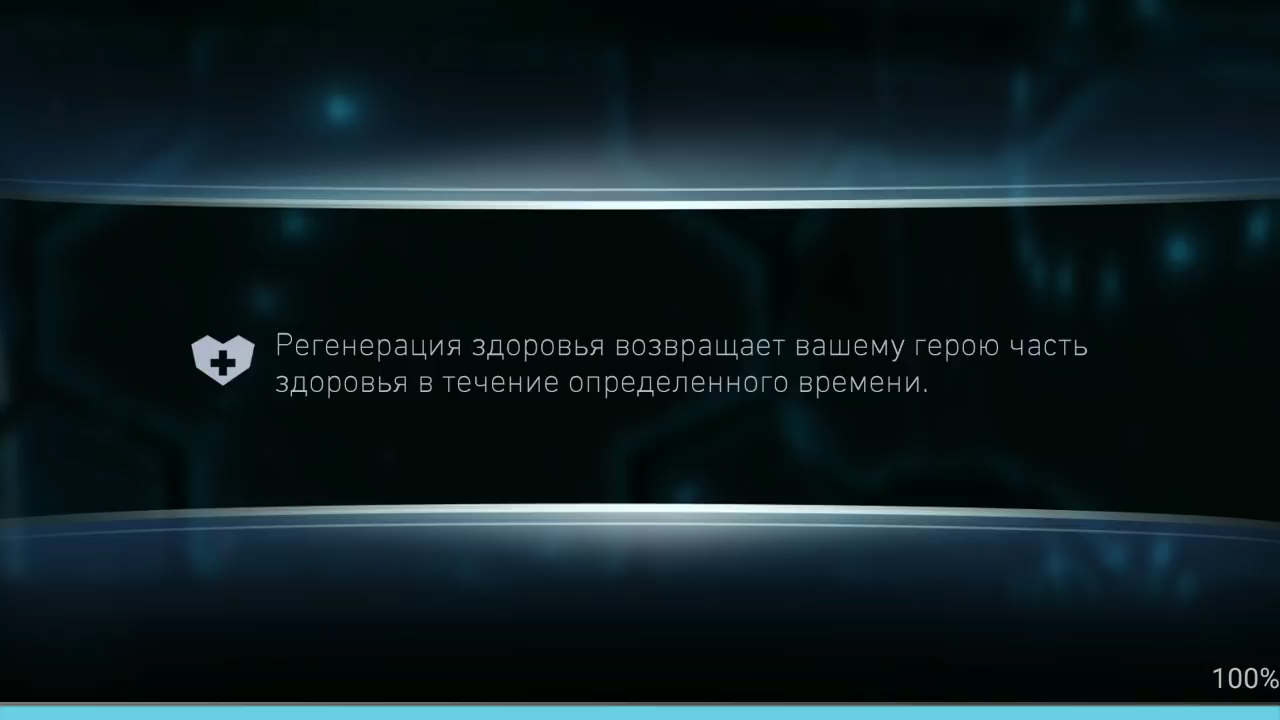 Регенерация здоровья возвращает вашему герою часть
здоровья в течение определенного времени.
100%